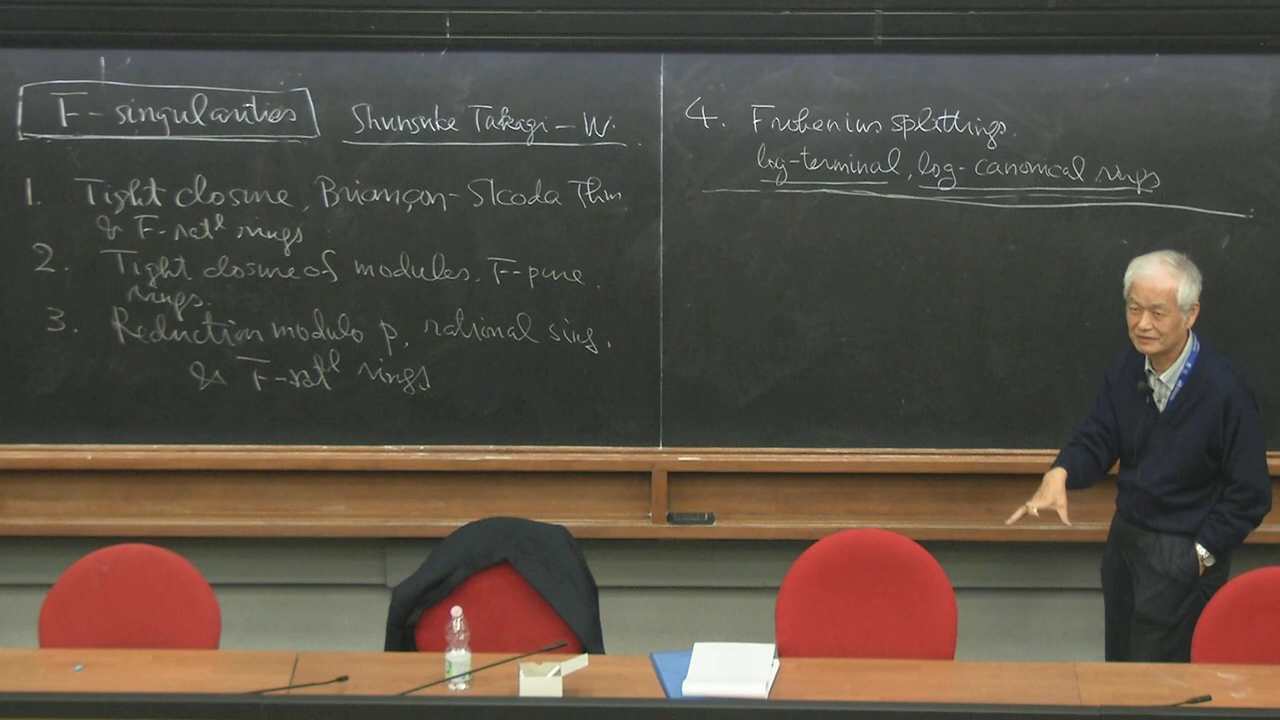 F-singularities Shunsuke Takagi - W.
1. Tight closure, Briançon-Skoda Thm
& F-rat'l rings
2. Tight closure of modules. F-pure
rings.
3. Reduction modulo p, rational sing.
& F-rat'l rings
4. Frobenius splittings.
log-terminal, log-canonical rings